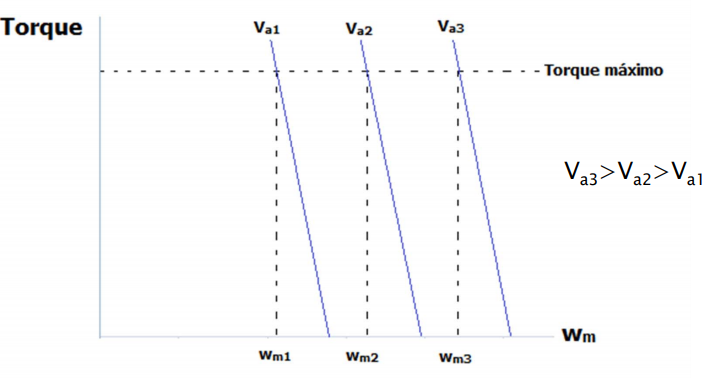 Torque
Va1
Va2
Va3
Torque máximo
Va3>Va2>Va1
Wm
Wm1
Wm2
Wm3